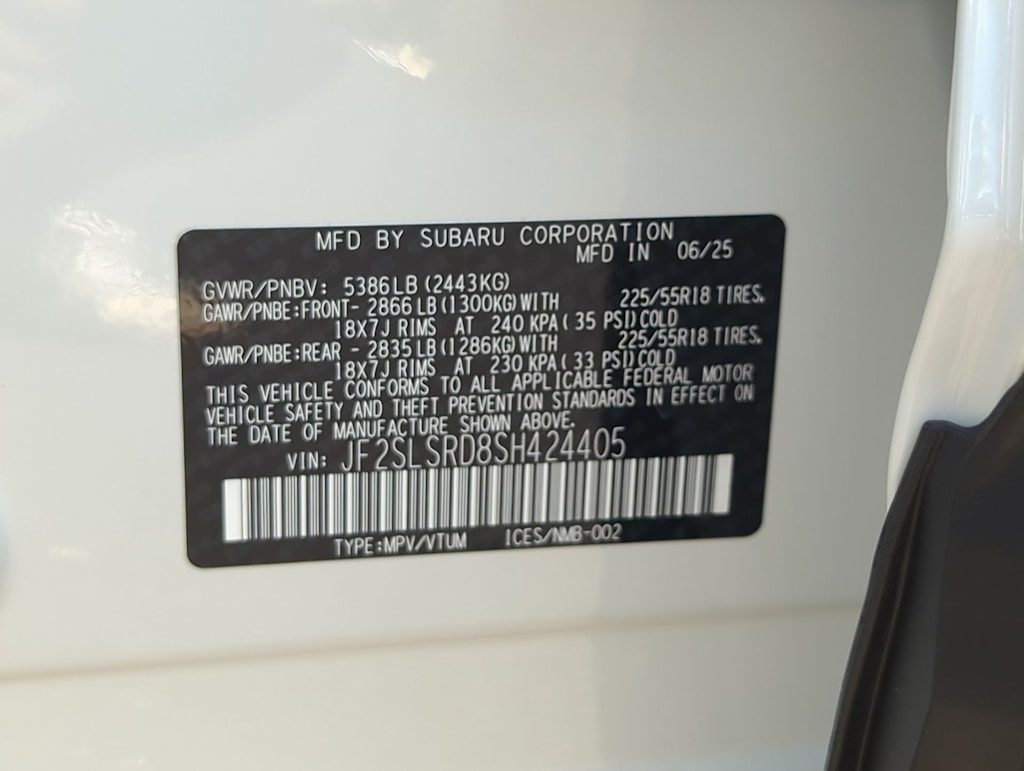 MFD BY SUBARU CORPORATION
MFD IN 06/25
GVWR/PNBV: 5386LB (2443KG)
GAWR/PNBE:FRONT- 2866 LB (1300KG) WITH 225/55R18 TIRES.
18X7J RIMS AT 240 KPA ( 35 PSI) COLD
GAWR/PNBE:REAR - 2835 LB (1286KG) WITH 225/55R18 TIRES.
18X7J RIMS AT 230 KPA ( 33 PSI) COLD
THIS VEHICLE CONFORMS TO ALL APPLICABLE FEDERAL MOTOR
VEHICLE SAFETY AND THEFT PREVENTION STANDARDS IN EFFECT ON
THE DATE OF MANUFACTURE SHOWN ABOVE.
VIN: JF2SLSRD8SH424405
TYPE:MPV/VTUM ICES/NMB-002